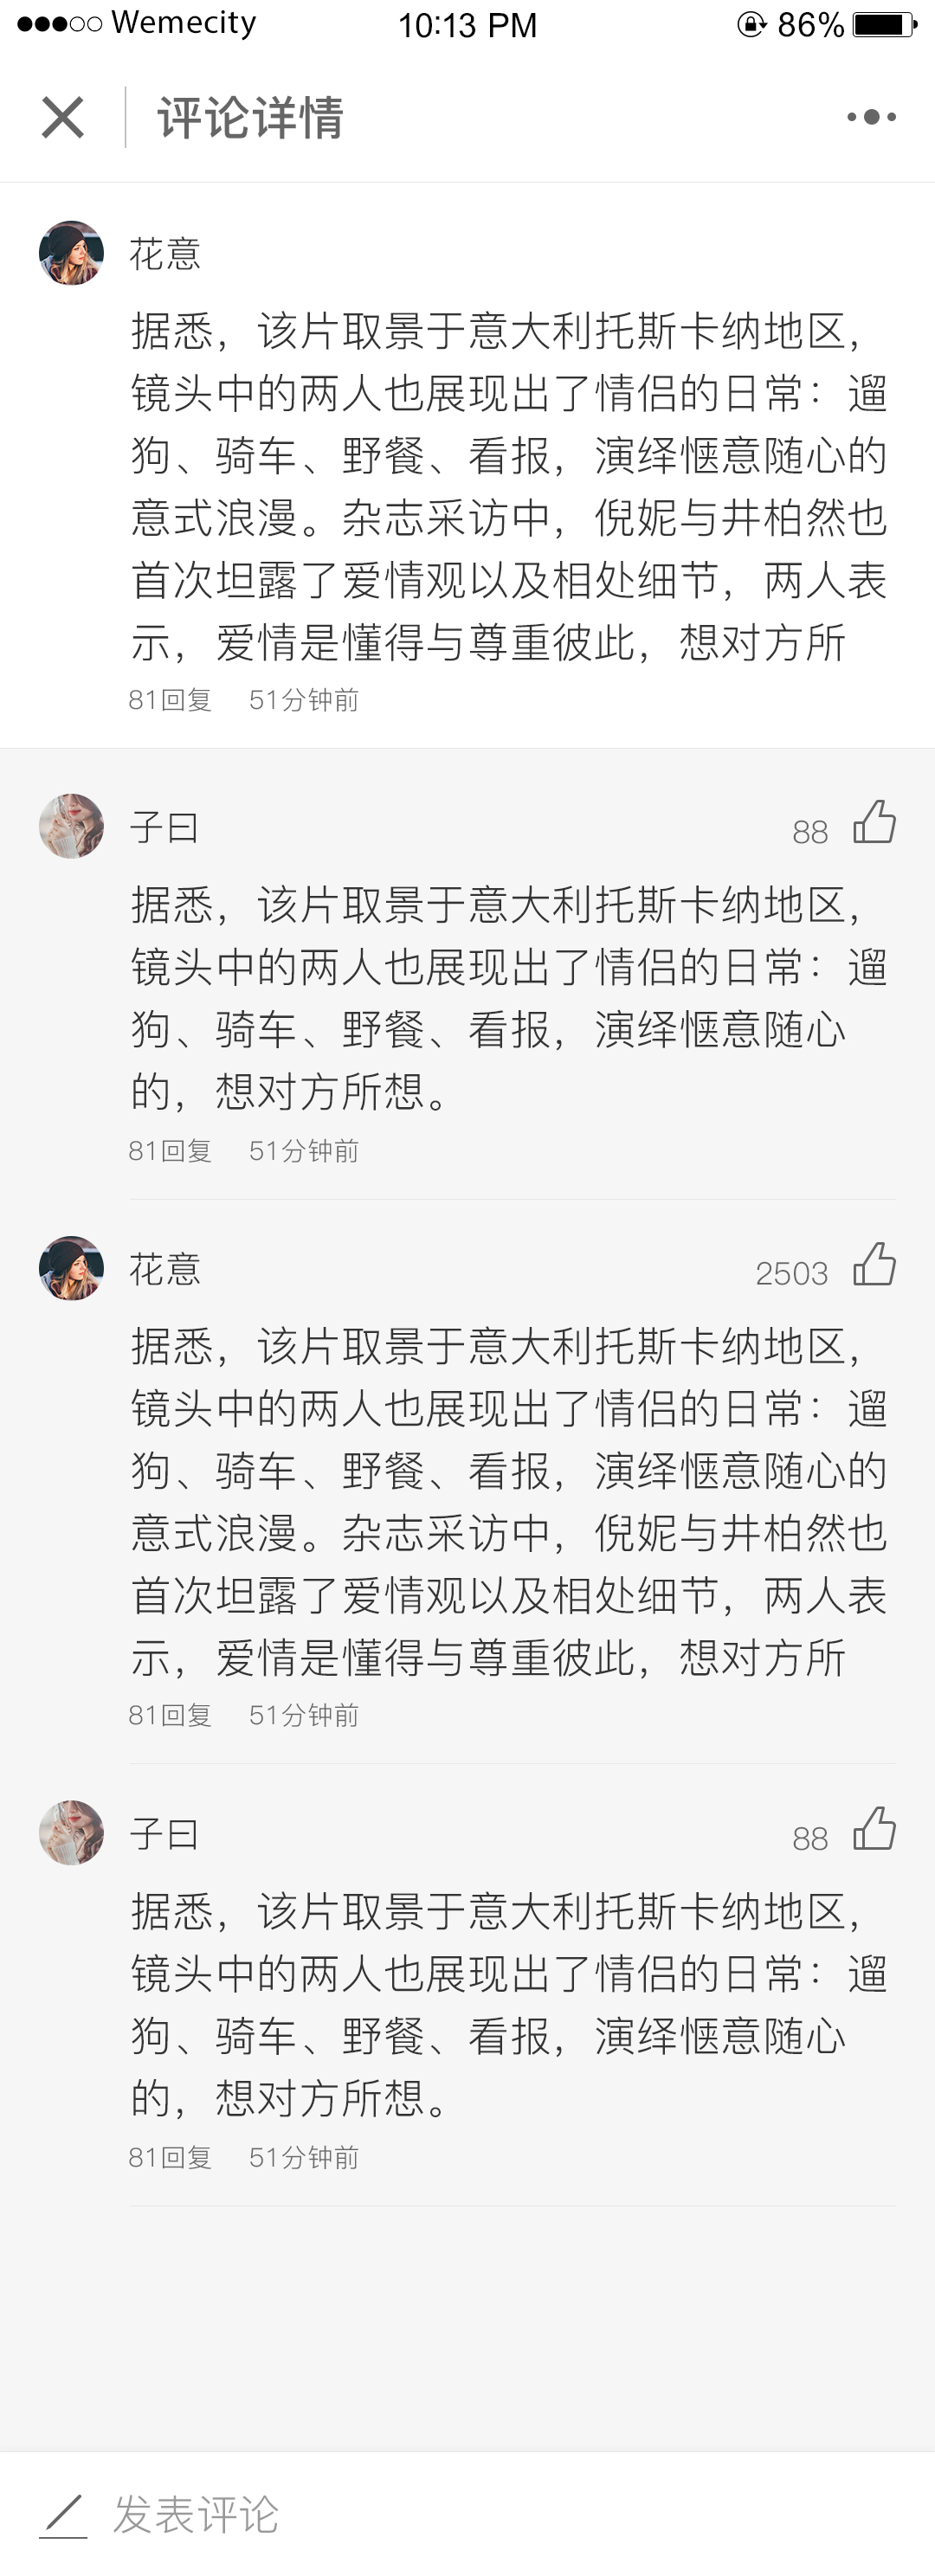 Wemecity 10:13 PM 86%
评论详情
花意
据悉，该片取景于意大利托斯卡纳地区，
镜头中的两人也展现出了情侣的日常：遛
狗、骑车、野餐、看报，演绎惬意随心的
意式浪漫。杂志采访中，倪妮与井柏然也
首次坦露了爱情观以及相处细节，两人表
示，爱情是懂得与尊重彼此，想对方所
81回复 51分钟前
子曰 88
据悉，该片取景于意大利托斯卡纳地区，
镜头中的两人也展现出了情侣的日常：遛
狗、骑车、野餐、看报，演绎惬意随心
的，想对方所想。
81回复 51分钟前
花意 2503
据悉，该片取景于意大利托斯卡纳地区，
镜头中的两人也展现出了情侣的日常：遛
狗、骑车、野餐、看报，演绎惬意随心的
意式浪漫。杂志采访中，倪妮与井柏然也
首次坦露了爱情观以及相处细节，两人表
示，爱情是懂得与尊重彼此，想对方所
81回复 51分钟前
子曰 88
据悉，该片取景于意大利托斯卡纳地区，
镜头中的两人也展现出了情侣的日常：遛
狗、骑车、野餐、看报，演绎惬意随心
的，想对方所想。
81回复 51分钟前
发表评论